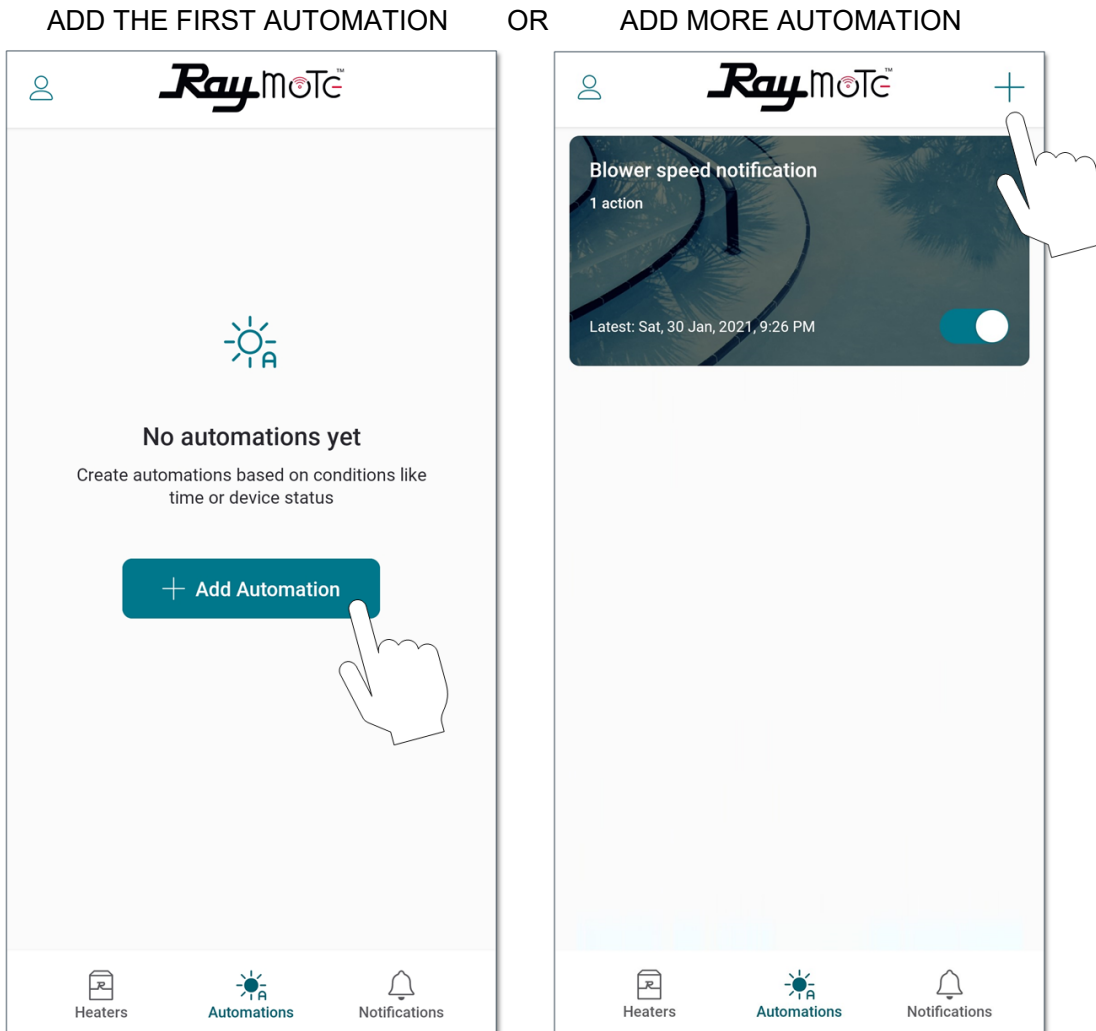 ADD THE FIRST AUTOMATION OR ADD MORE AUTOMATION
Raymote™
No automations yet
Create automations based on conditions like
time or device status
+ Add Automation
Heaters Automations Notifications
Raymote™
Blower speed notification
1 action
Latest: Sat, 30 Jan, 2021, 9:26 PM
Heaters Automations Notifications